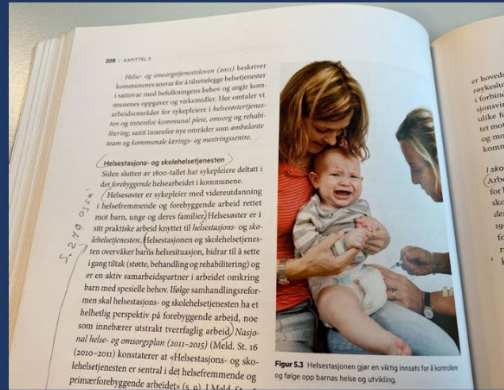 208 | KAPITTEL 5
Helse- og omsorgstjenesteloven (2011) beskriver
kommunenes ansvar for å tilrettelegge helsetjenester
i samsvar med befolkningens behov og angir kom-
munenes oppgaver og virkemidler. Her omtaler vi
arbeidsområder for sykepleiere i helsestertjenes-
ten innenfor kommunal pleie, omsorg og rehabi-
litering, samt innenfor nye områder som ambulante
team og kommunale lærings- og mestringssentre.
Helsestasjons- og skolehelsetjenesten
Siden slutten av 1800-tallet har sykepleiere deltatt i
det forebyggende helsearbeidet i kommunene.
Helsesøster er sykepleier med videreutdanning
i helsefremmende og forebyggende arbeid rettet
mot barn, unge og deres familier. Helsesøster er i
sitt praktiske arbeid knyttet til helsestasjons- og sko-
lehelsetjenesten. Helsestasjonen og skolehelsetjenes-
ten overvåker barns helsesituasjon, bidrar til å sette
i gang tiltak (støtte, behandling og rehabilitering) og
er en aktiv samarbeidspartner i arbeidet omkring
barn med spesielle behov. Ifølge samhandlingsrefor-
men skal helsestasjons- og skolehelsetjenesten ha et
helhetlig perspektiv på forebyggende arbeid, noe
som innebærer utstrakt tverrfaglig arbeid. Nasjo-
nal helse- og omsorgsplan (2011–2015) (Meld. St. 16
(2010–2011) konstaterer at «Helsestasjons- og sko-
lehelsetjenesten er sentral i det helsefremmende og
primærforebyggende arbeidet» (s. 9). I Meld.
Figur 5.3 Helsestasjonen gjør en viktig innsats for å kontrollere
og følge opp barnas helse og utvikling.